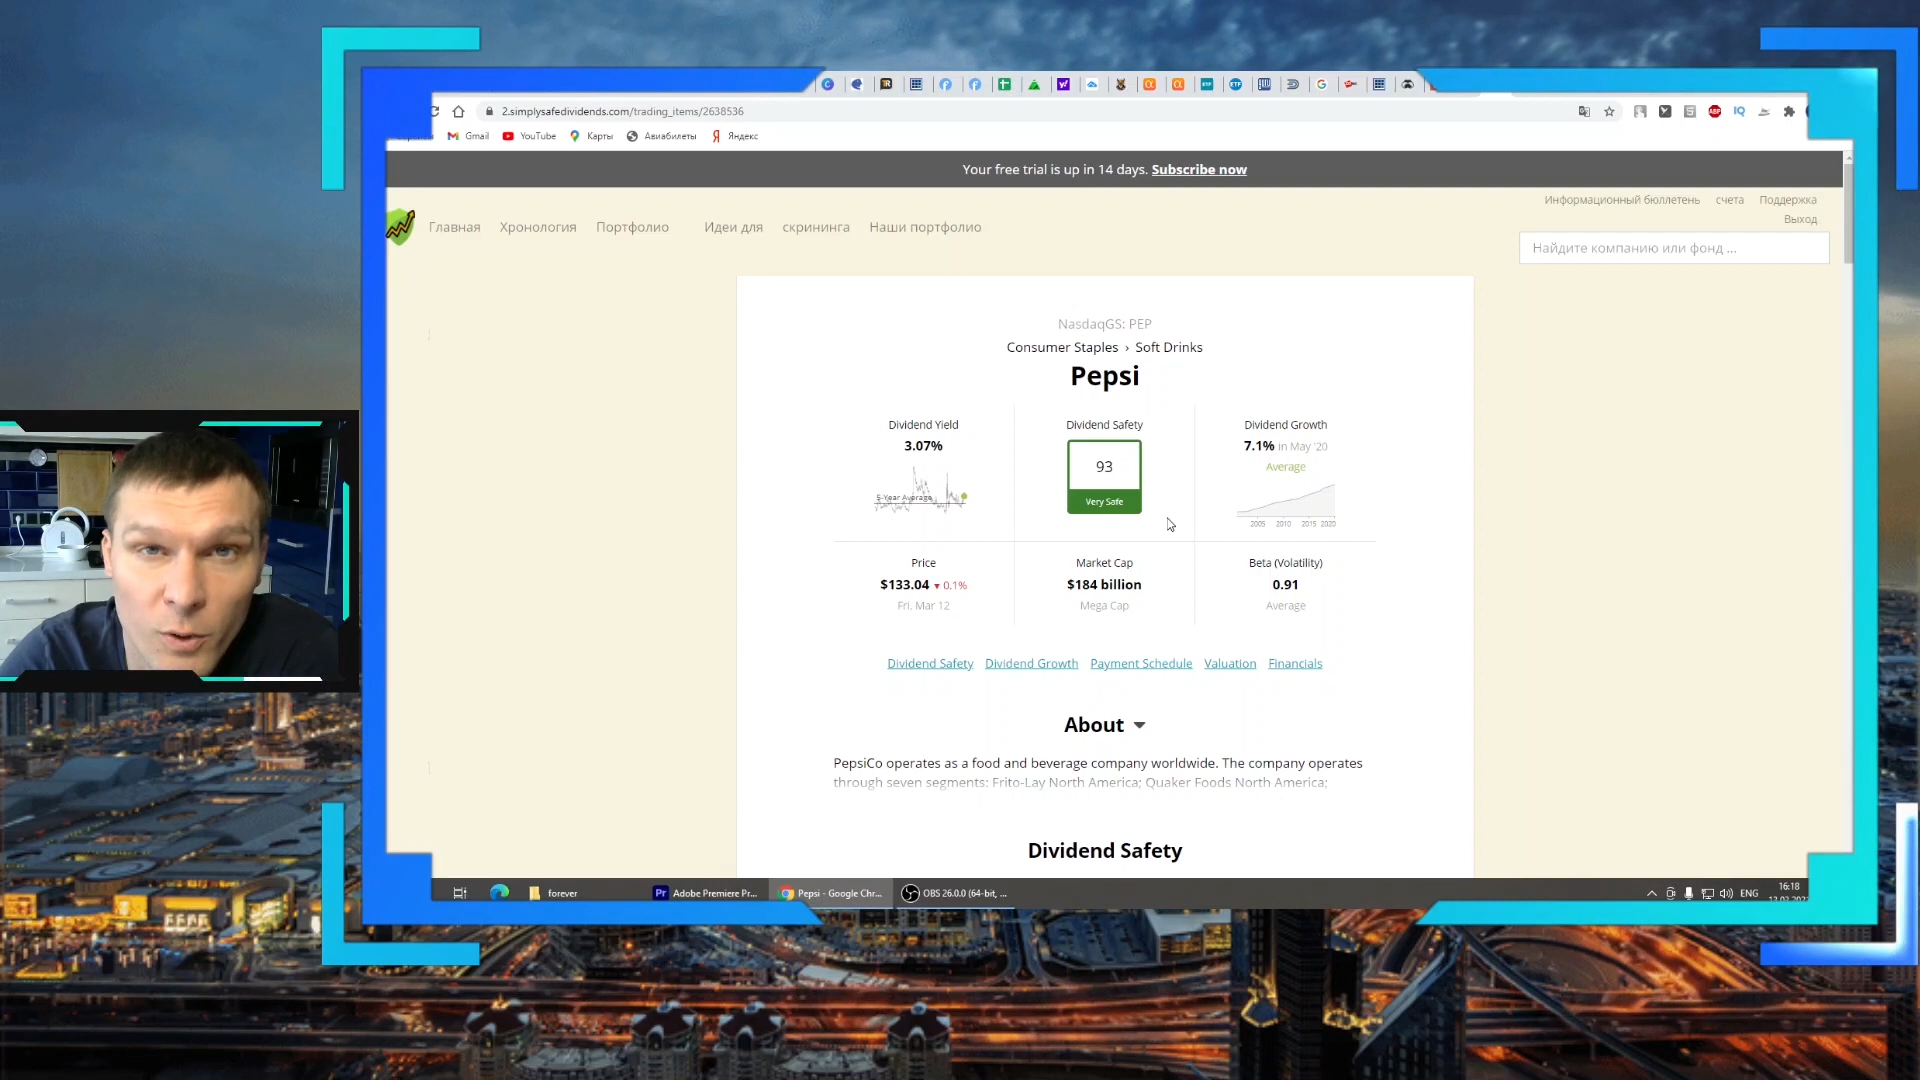 2.simplysafedividends.com/trading_items/2638536
Gmail YouTube Карты Авиабилеты Яндекс
Your free trial is up in 14 days. Subscribe now
Информационный бюллетень счета Поддержка
Выход
Главная Хронология Портфолио Идеи для скрининга Наши портфолио
Найдите компанию или фонд ...
NasdaqGS: PEP
Consumer Staples › Soft Drinks
Pepsi
Dividend Yield Dividend Safety Dividend Growth
3.07% 93 7.1% in May '20
Average
5-Year Average
Very Safe
2005 2010 2015 2020
Price Market Cap Beta (Volatility)
$133.04 ▾ 0.1% $184 billion 0.91
Fri. Mar 12 Mega Cap Average
Dividend Safety Dividend Growth Payment Schedule Valuation Financials
About
PepsiCo operates as a food and beverage company worldwide. The company operates
through seven segments: Frito-Lay North America; Quaker Foods North America;
Dividend Safety
forever Adobe Premiere Pr... Pepsi - Google Chr... OBS 26.0.0 (64-bit, ... ENG 16:18